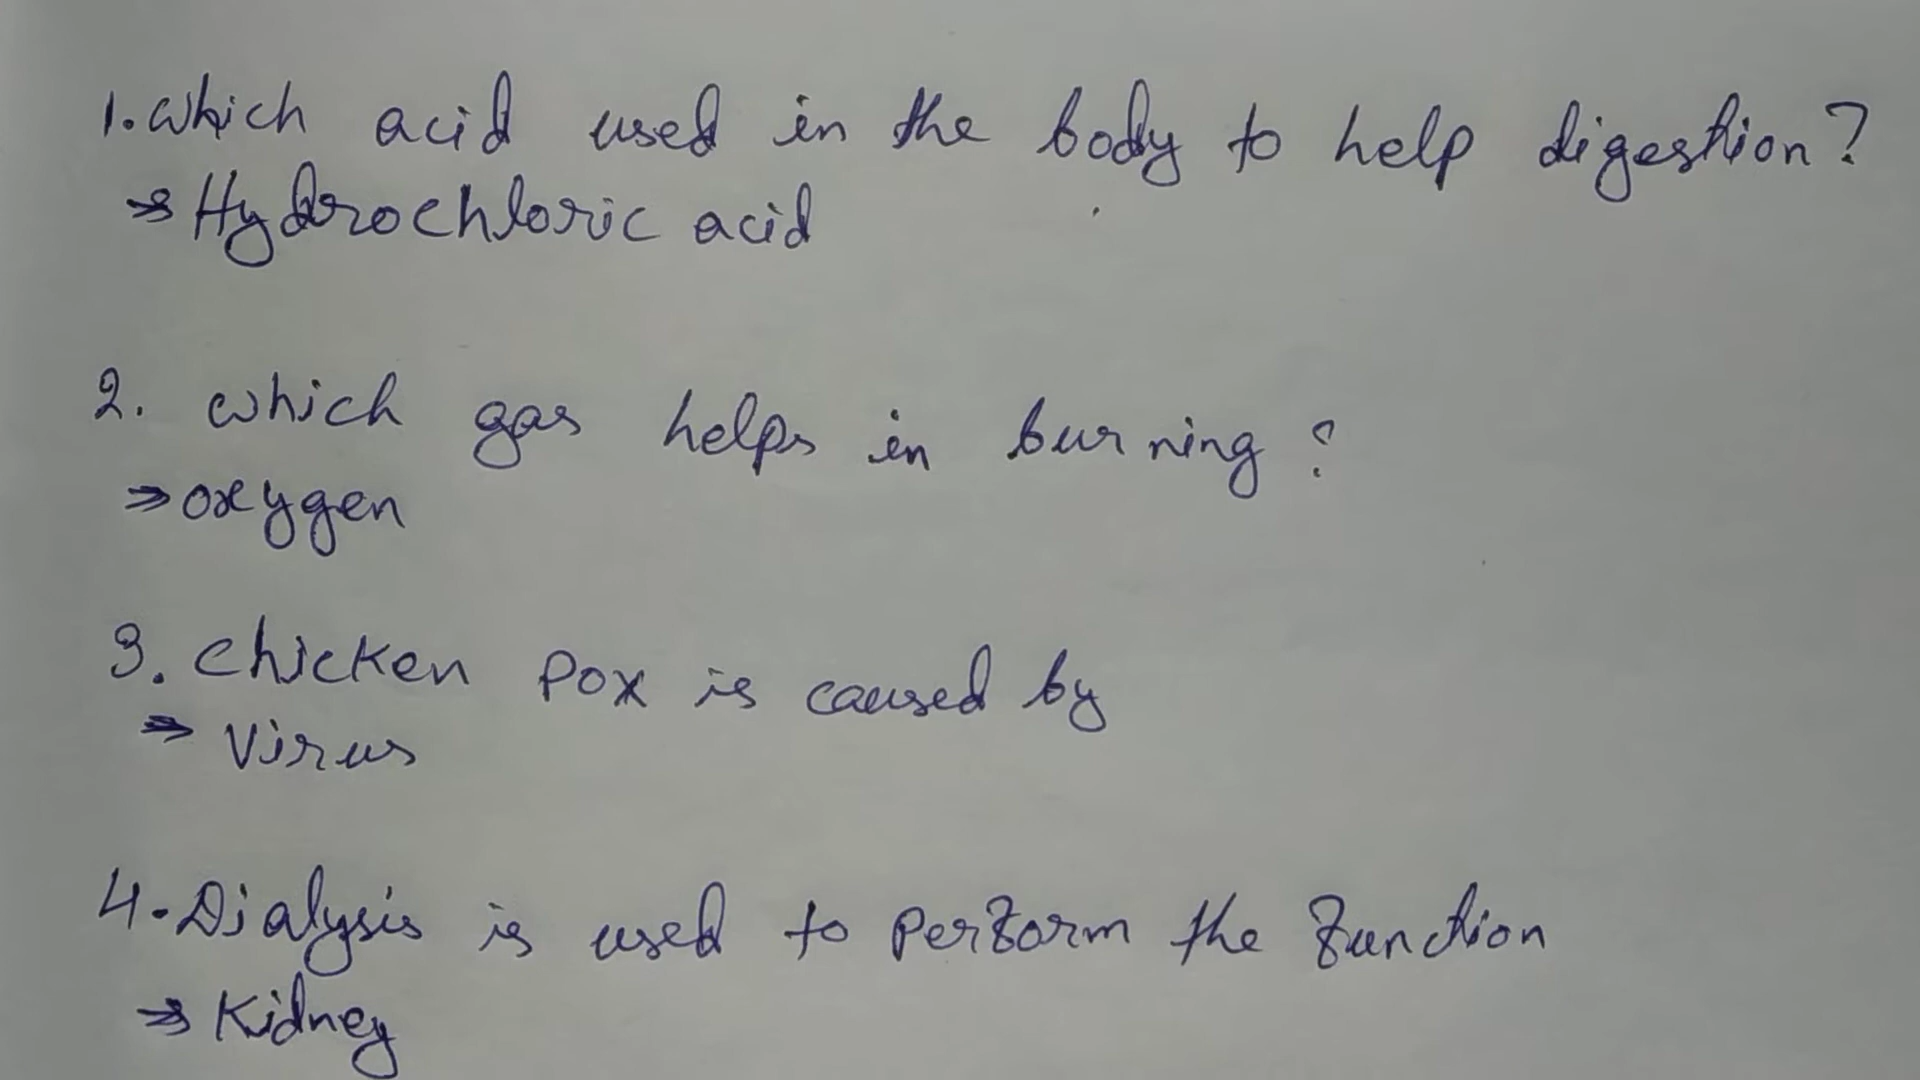 1. Which acid used in the body to help digestion?
⇒ Hydrochloric acid
2. which gas helps in burning?
⇒ oxygen
3. chicken pox is caused by
⇒ Virus
4. Dialysis is used to perform the function
⇒ Kidney